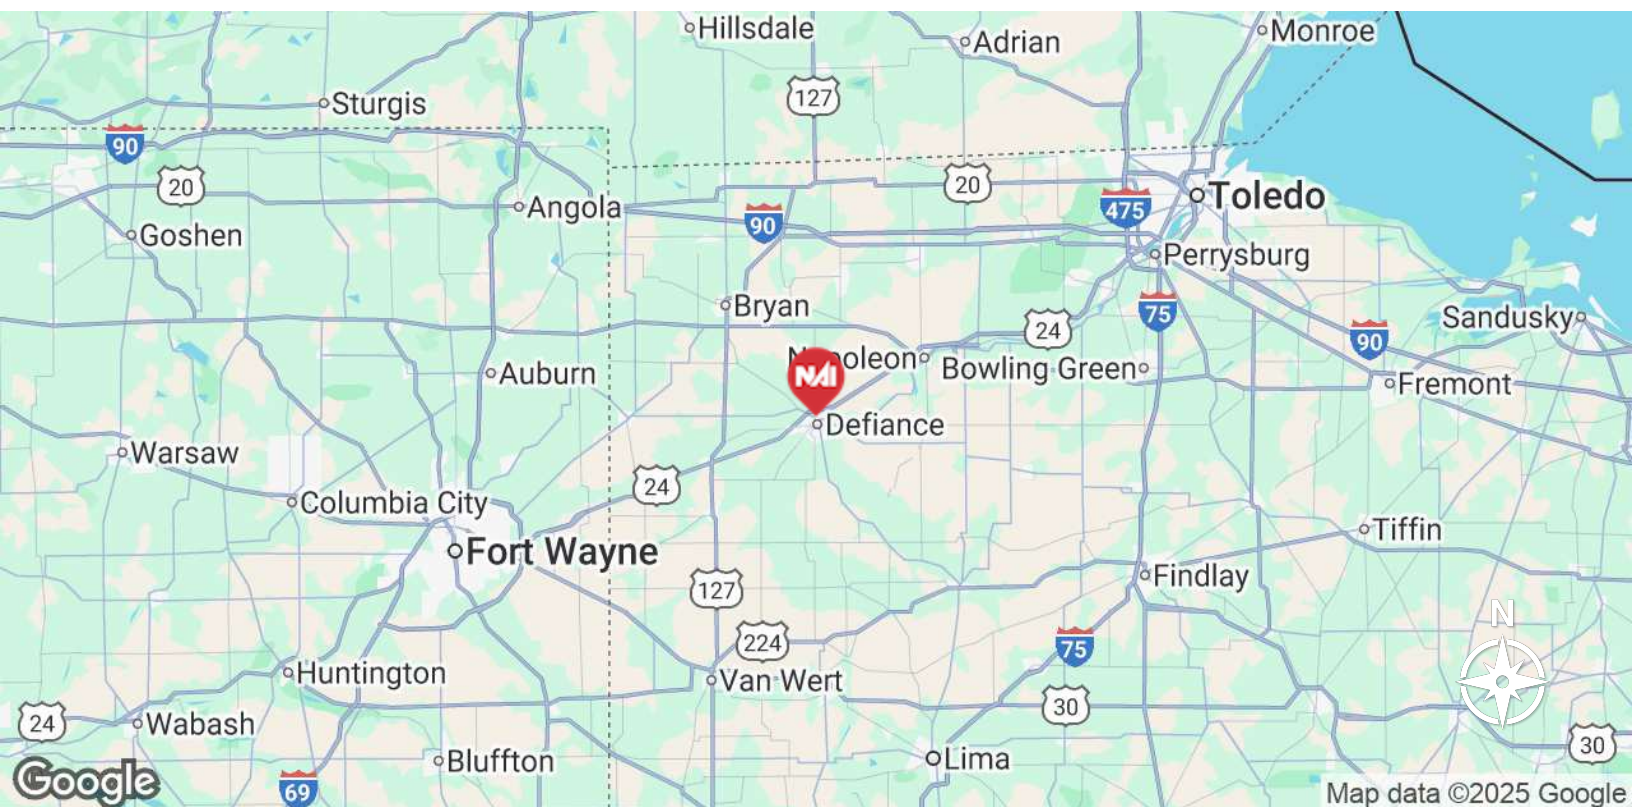 Hillsdale
Adrian
Monroe
127
Sturgis
90
20
20
Angola
475
Toledo
90
Goshen
Perrysburg
Bryan
75
24
Sandusky
90
Napoleon
Bowling Green
NAI
Auburn
Fremont
Defiance
Warsaw
24
Columbia City
Tiffin
Fort Wayne
Findlay
127
N
224
75
Huntington
Van Wert
30
24
Wabash
30
Bluffton
Lima
Google
69
Map data ©2025 Google